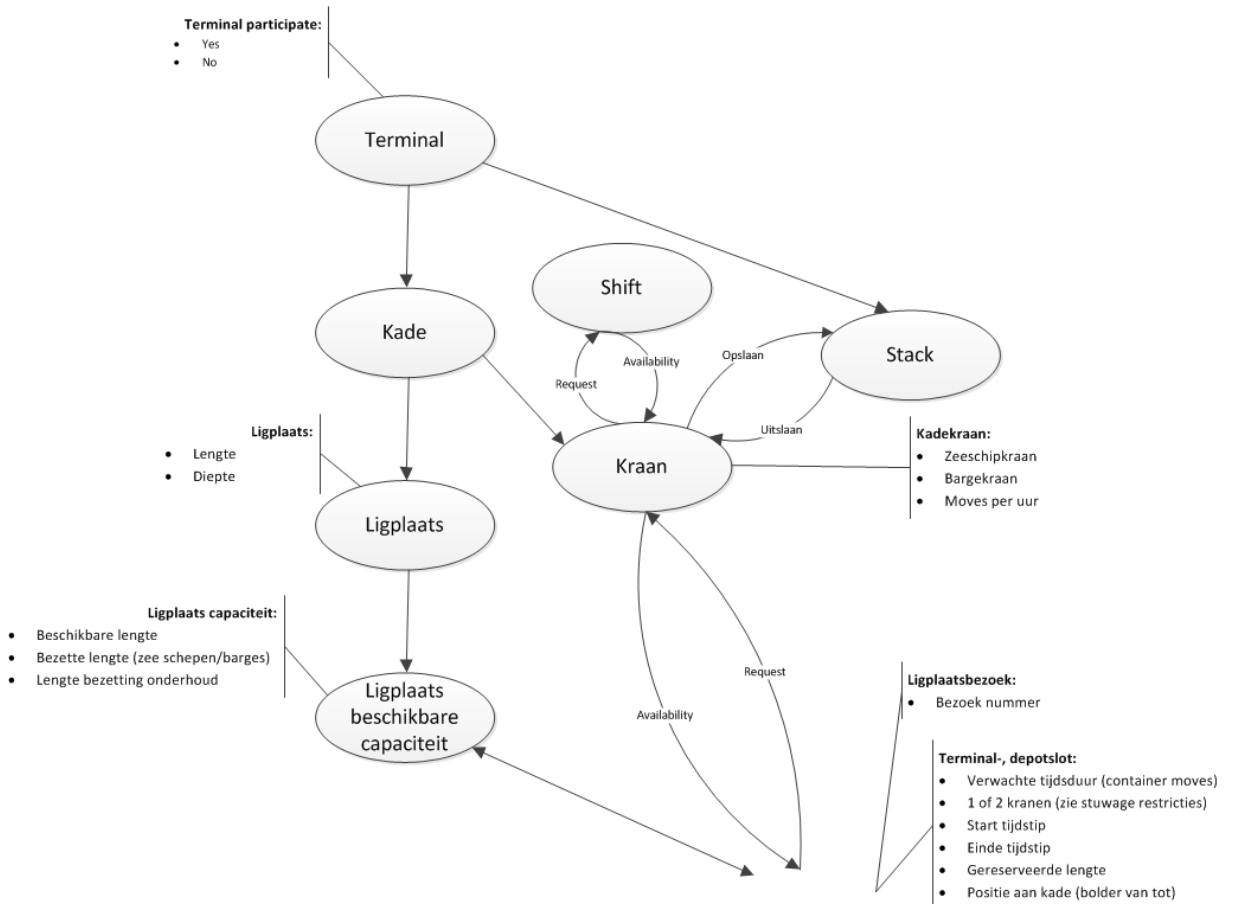 Terminal participate:
• Yes
• No
Terminal
Shift
Kade
Stack
Opslaan
Availability
Request
Uitslaan
Ligplaats:
• Lengte
• Diepte
Kadekraan:
• Zeeschipkraan
• Bargekraan
• Moves per uur
Kraan
Ligplaats
Ligplaats capaciteit:
• Beschikbare lengte
• Bezette lengte (zee schepen/barges)
• Lengte bezetting onderhoud
Ligplaats
beschikbare
capaciteit
Request
Availability
Ligplaatsbezoek:
• Bezoek nummer
Terminal-, depotslot:
• Verwachte tijdsduur (container moves)
• 1 of 2 kranen (zie stuwage restricties)
• Start tijdstip
• Einde tijdstip
• Gereserveerde lengte
• Positie aan kade (bolder van tot)